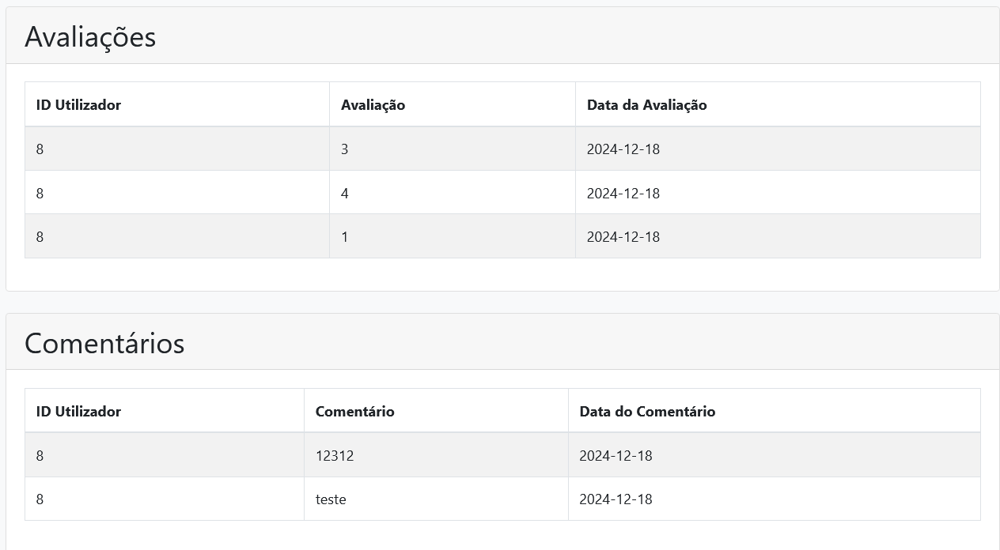 Avaliações
ID Utilizador Avaliação Data da Avaliação
8 3 2024-12-18
8 4 2024-12-18
8 1 2024-12-18
Comentários
ID Utilizador Comentário Data do Comentário
8 12312 2024-12-18
8 teste 2024-12-18